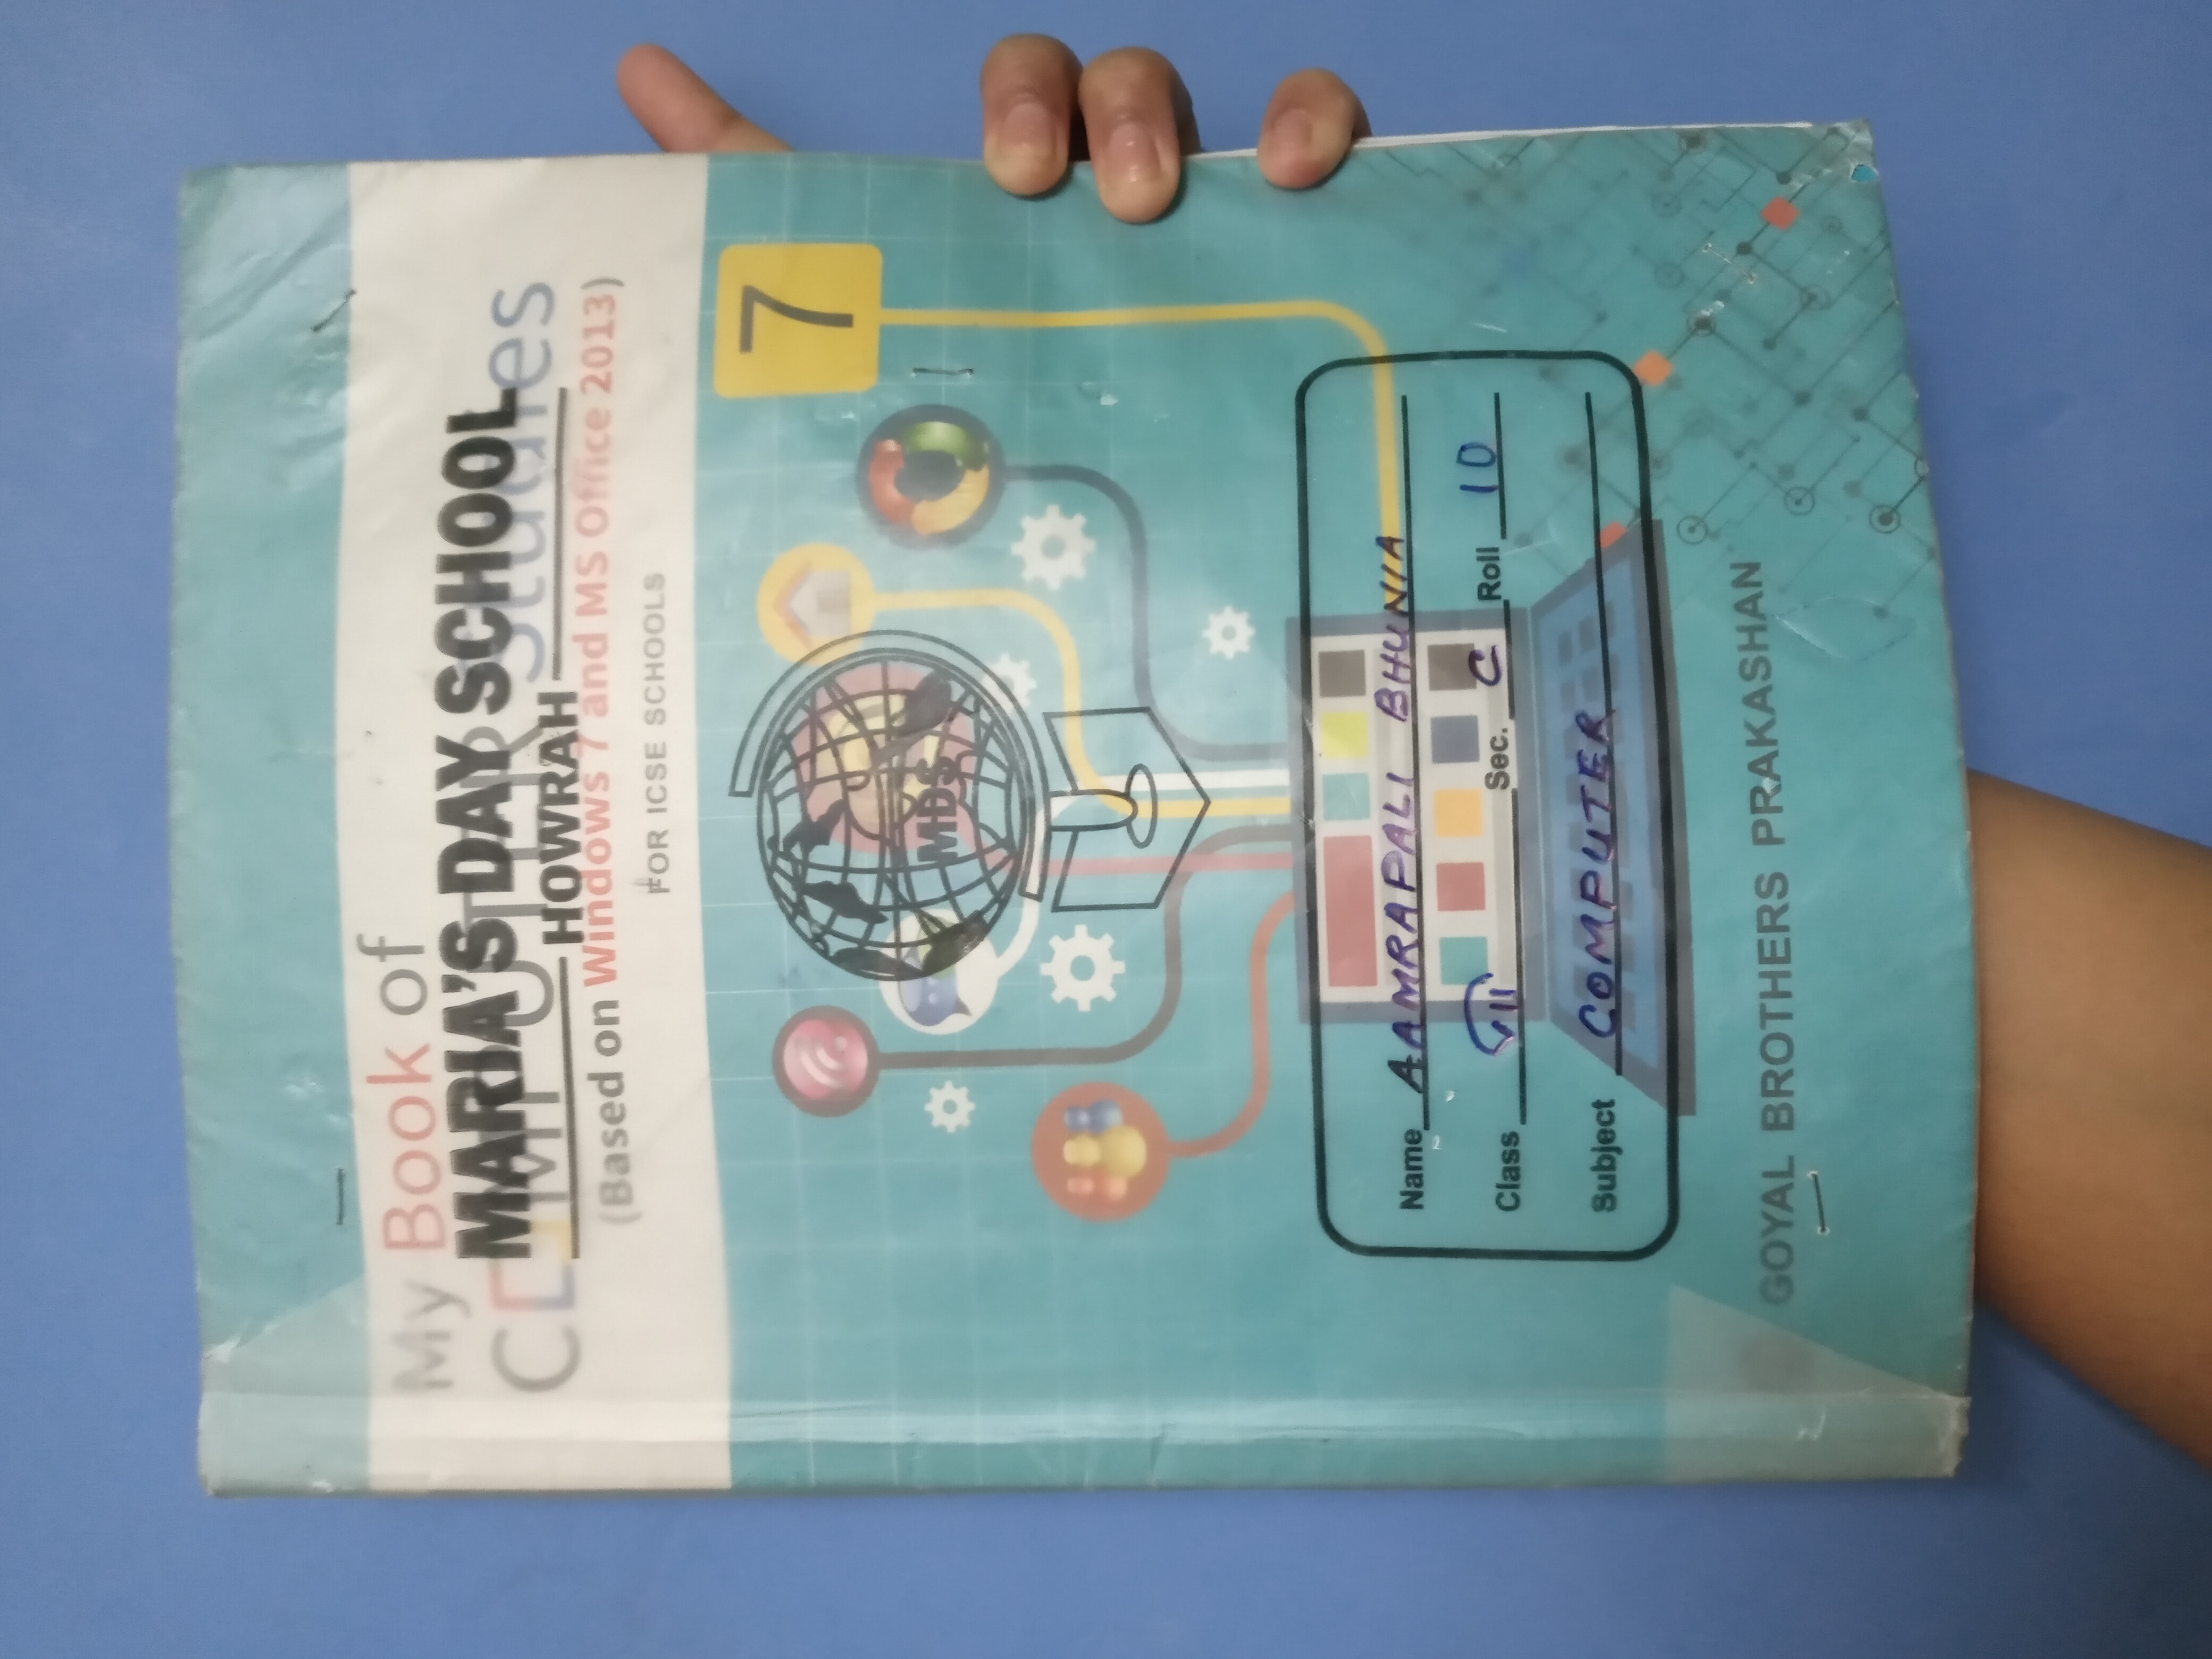 My Book of
MARIA'S DAY SCHOOL
COMPUTER Studies
HOWRAH
(Based on Windows 7 and MS Office 2013)
FOR ICSE SCHOOLS
7
MDS
Name AAMRAPALI BHUNIA
Class VII Sec. C Roll 10
Subject COMPUTER
GOYAL BROTHERS PRAKASHAN